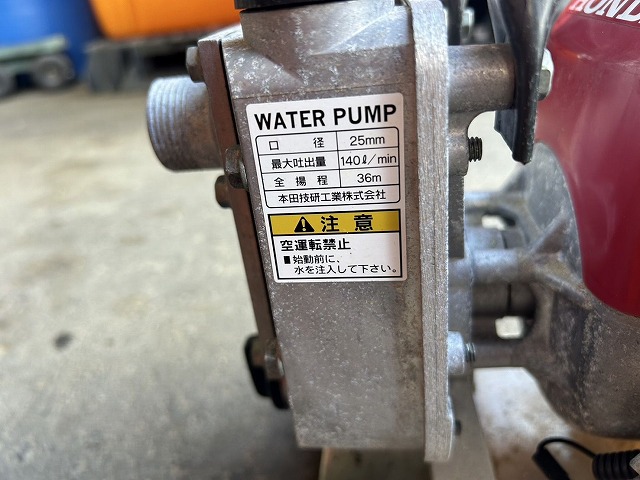 HONDA
WATER PUMP
口 径 25mm
最大吐出量 140ℓ/min
全 揚 程 36m
本田技研工業株式会社
⚠ 注 意
空運転禁止
■始動前に、
水を注入して下さい。